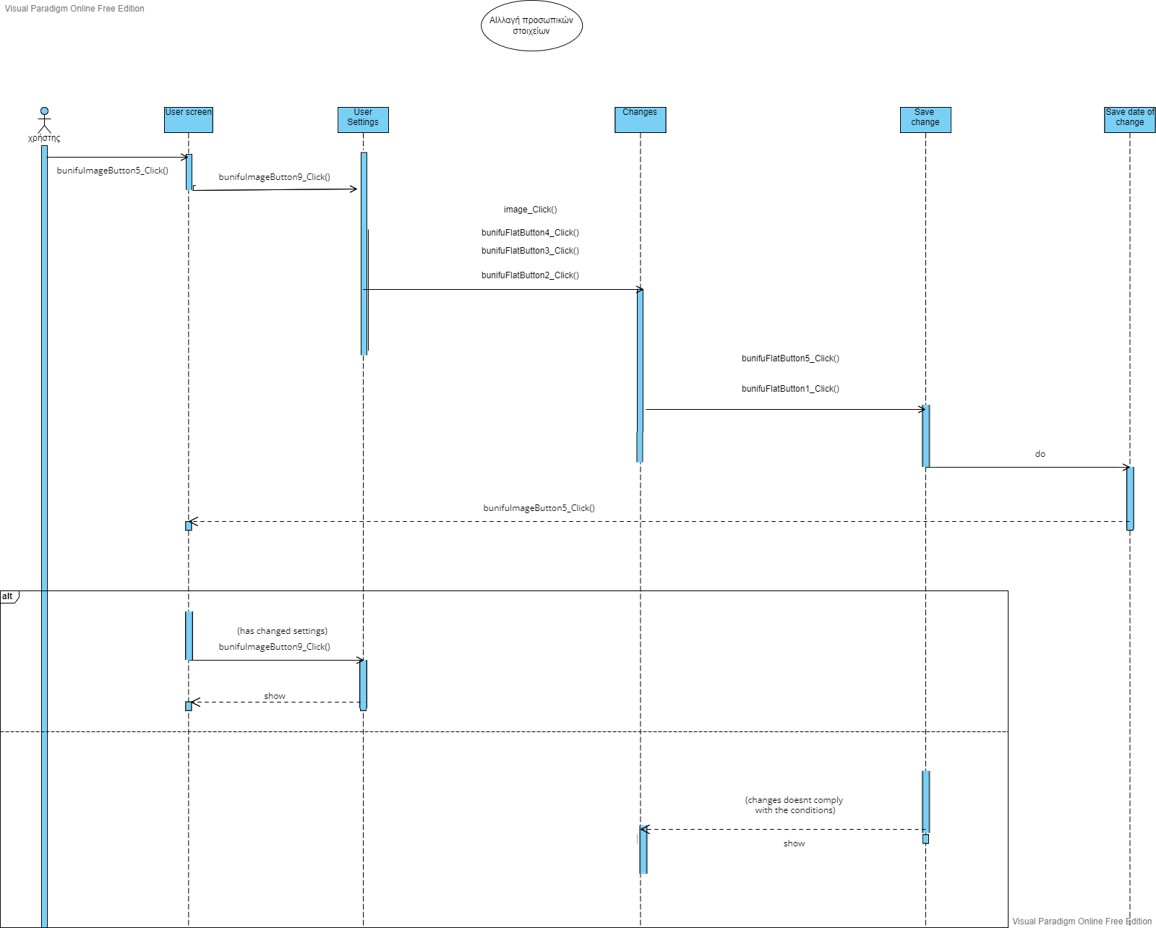 Visual Paradigm Online Free Edition
Αλλαγή προσωπικών
στοιχείων
χρήστης
User screen
User
Settings
Changes
Save
change
Save date of
change
bunifuImageButton5_Click()
bunifuImageButton9_Click()
image_Click()
bunifuFlatButton4_Click()
bunifuFlatButton3_Click()
bunifuFlatButton2_Click()
bunifuFlatButton5_Click()
bunifuFlatButton1_Click()
do
bunifuImageButton5_Click()
alt
(has changed settings)
bunifuImageButton9_Click()
show
(changes doesnt comply
with the conditions)
show
Visual Paradigm Online Free Edition